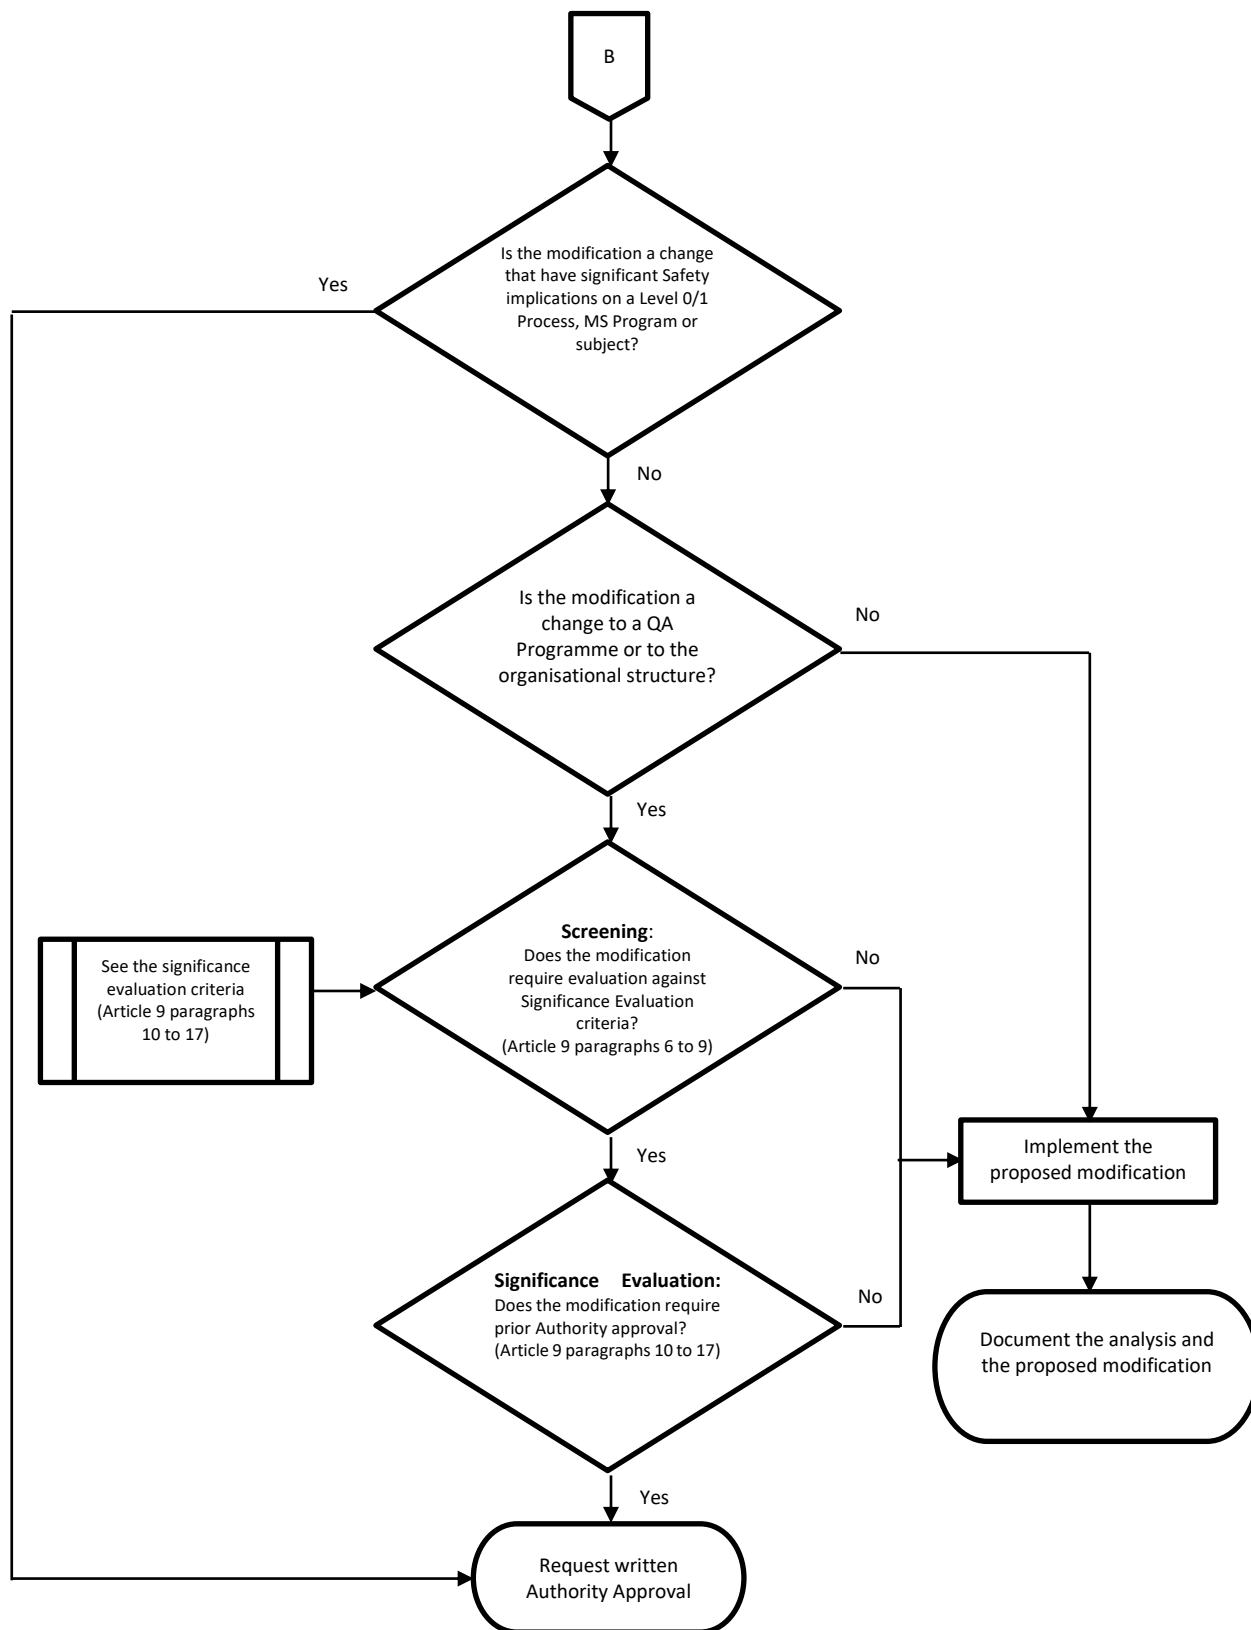 B
Is the modification a change
that have significant Safety
implications on a Level 0/1
Process, MS Program or
subject?
Yes
No
Is the modification a
change to a QA
Programme or to the
organisational structure?
No
Yes
Screening:
Does the modification
require evaluation against
Significance Evaluation
criteria?
(Article 9 paragraphs 6 to 9)
No
See the significance
evaluation criteria
(Article 9 paragraphs
10 to 17)
Yes
Implement the
proposed modification
Significance Evaluation:
Does the modification require
prior Authority approval?
(Article 9 paragraphs 10 to 17)
No
Document the analysis and
the proposed modification
Yes
Request written
Authority Approval